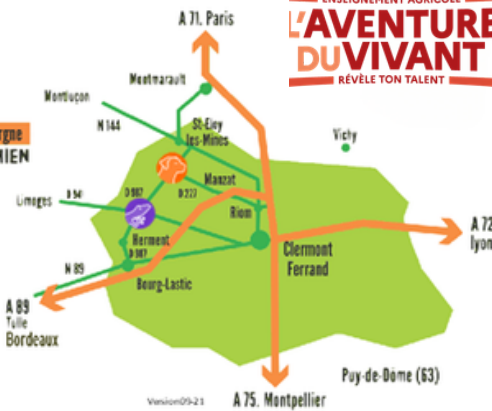 ENSEIGNEMENT AGRICOLE
L'AVENTURE
DU VIVANT
RÉVÈLE TON TALENT
A 71. Paris
Montmarault
Montluçon
N 144
St-Eloy
les-Mines
Vichy
rgne
MIEN
Manzat
D 987
D 227
Limoges
D 941
Riom
Herment
D 987
N 89
Clermont
Ferrand
A 72
lyon
Bourg-Lastic
A 89
Tulle
Bordeaux
Puy-de-Dôme (63)
Version09-21
A 75. Montpellier